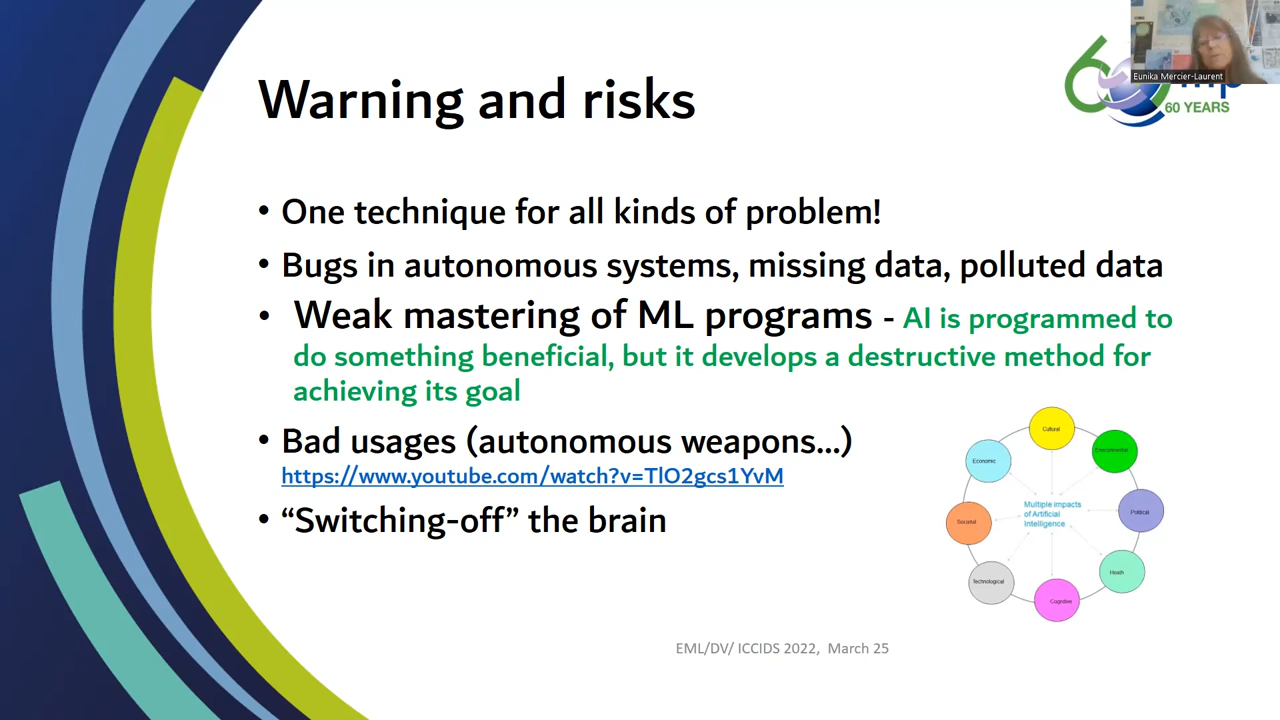 Eunika Mercier-Laurent
60 YEARS
Warning and risks
• One technique for all kinds of problem!
• Bugs in autonomous systems, missing data, polluted data
• Weak mastering of ML programs - AI is programmed to
do something beneficial, but it develops a destructive method for
achieving its goal
• Bad usages (autonomous weapons...)
https://www.youtube.com/watch?v=TlO2gcs1YvM
• “Switching-off” the brain
Cultural
Economic
Environmental
Multiple impacts
of Artificial
Intelligence
Political
Societal
Technological
Heath
Cognitive
EML/DV/ ICCIDS 2022, March 25